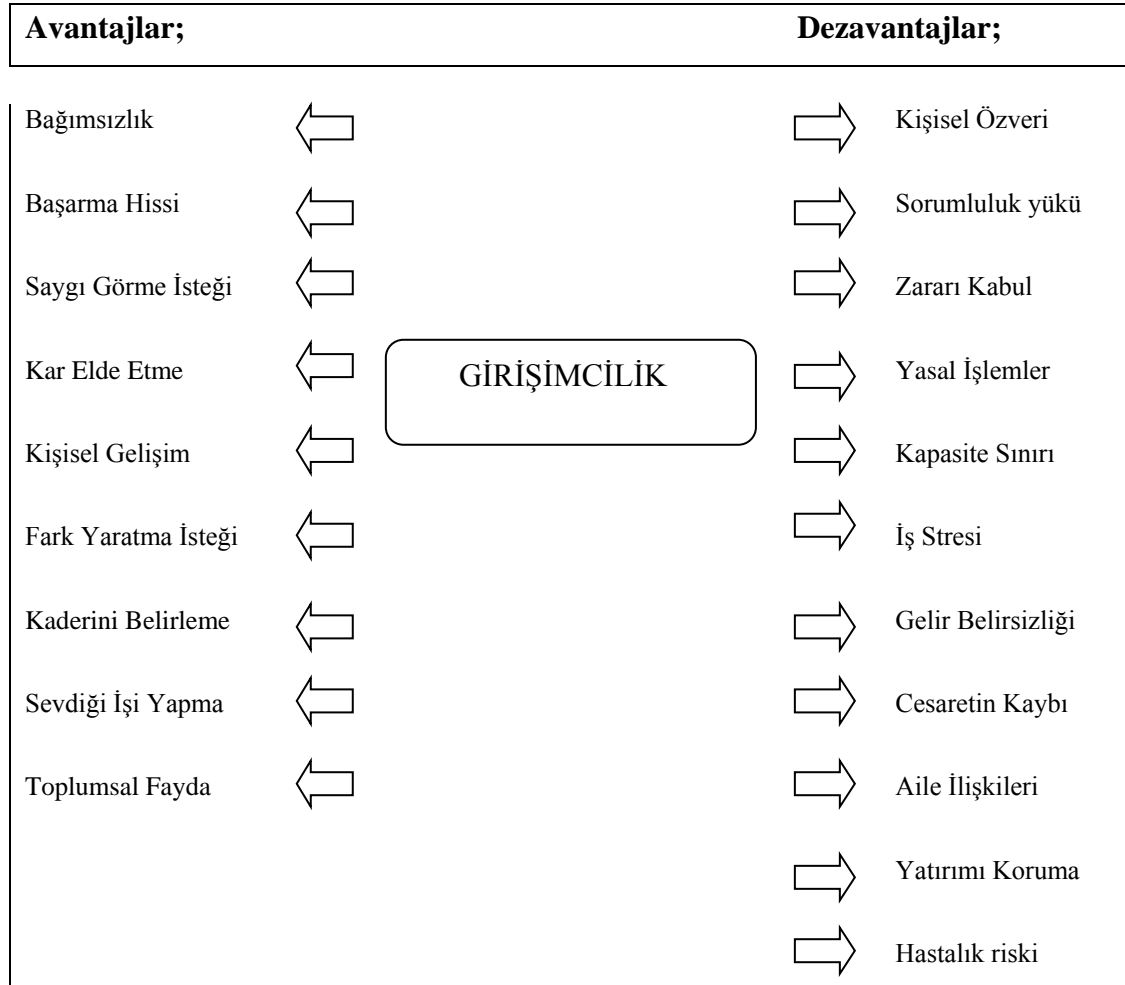 Avantajlar; Dezavantajlar;
Bağımsızlık Kişisel Özveri
Başarma Hissi Sorumluluk yükü
Saygı Görme İsteği Zararı Kabul
Kar Elde Etme GİRİŞİMCİLİK Yasal İşlemler
Kişisel Gelişim Kapasite Sınırı
Fark Yaratma İsteği İş Stresi
Kaderini Belirleme Gelir Belirsizliği
Sevdiği İşi Yapma Cesaretin Kaybı
Toplumsal Fayda Aile İlişkileri
Yatırımı Koruma
Hastalık riski